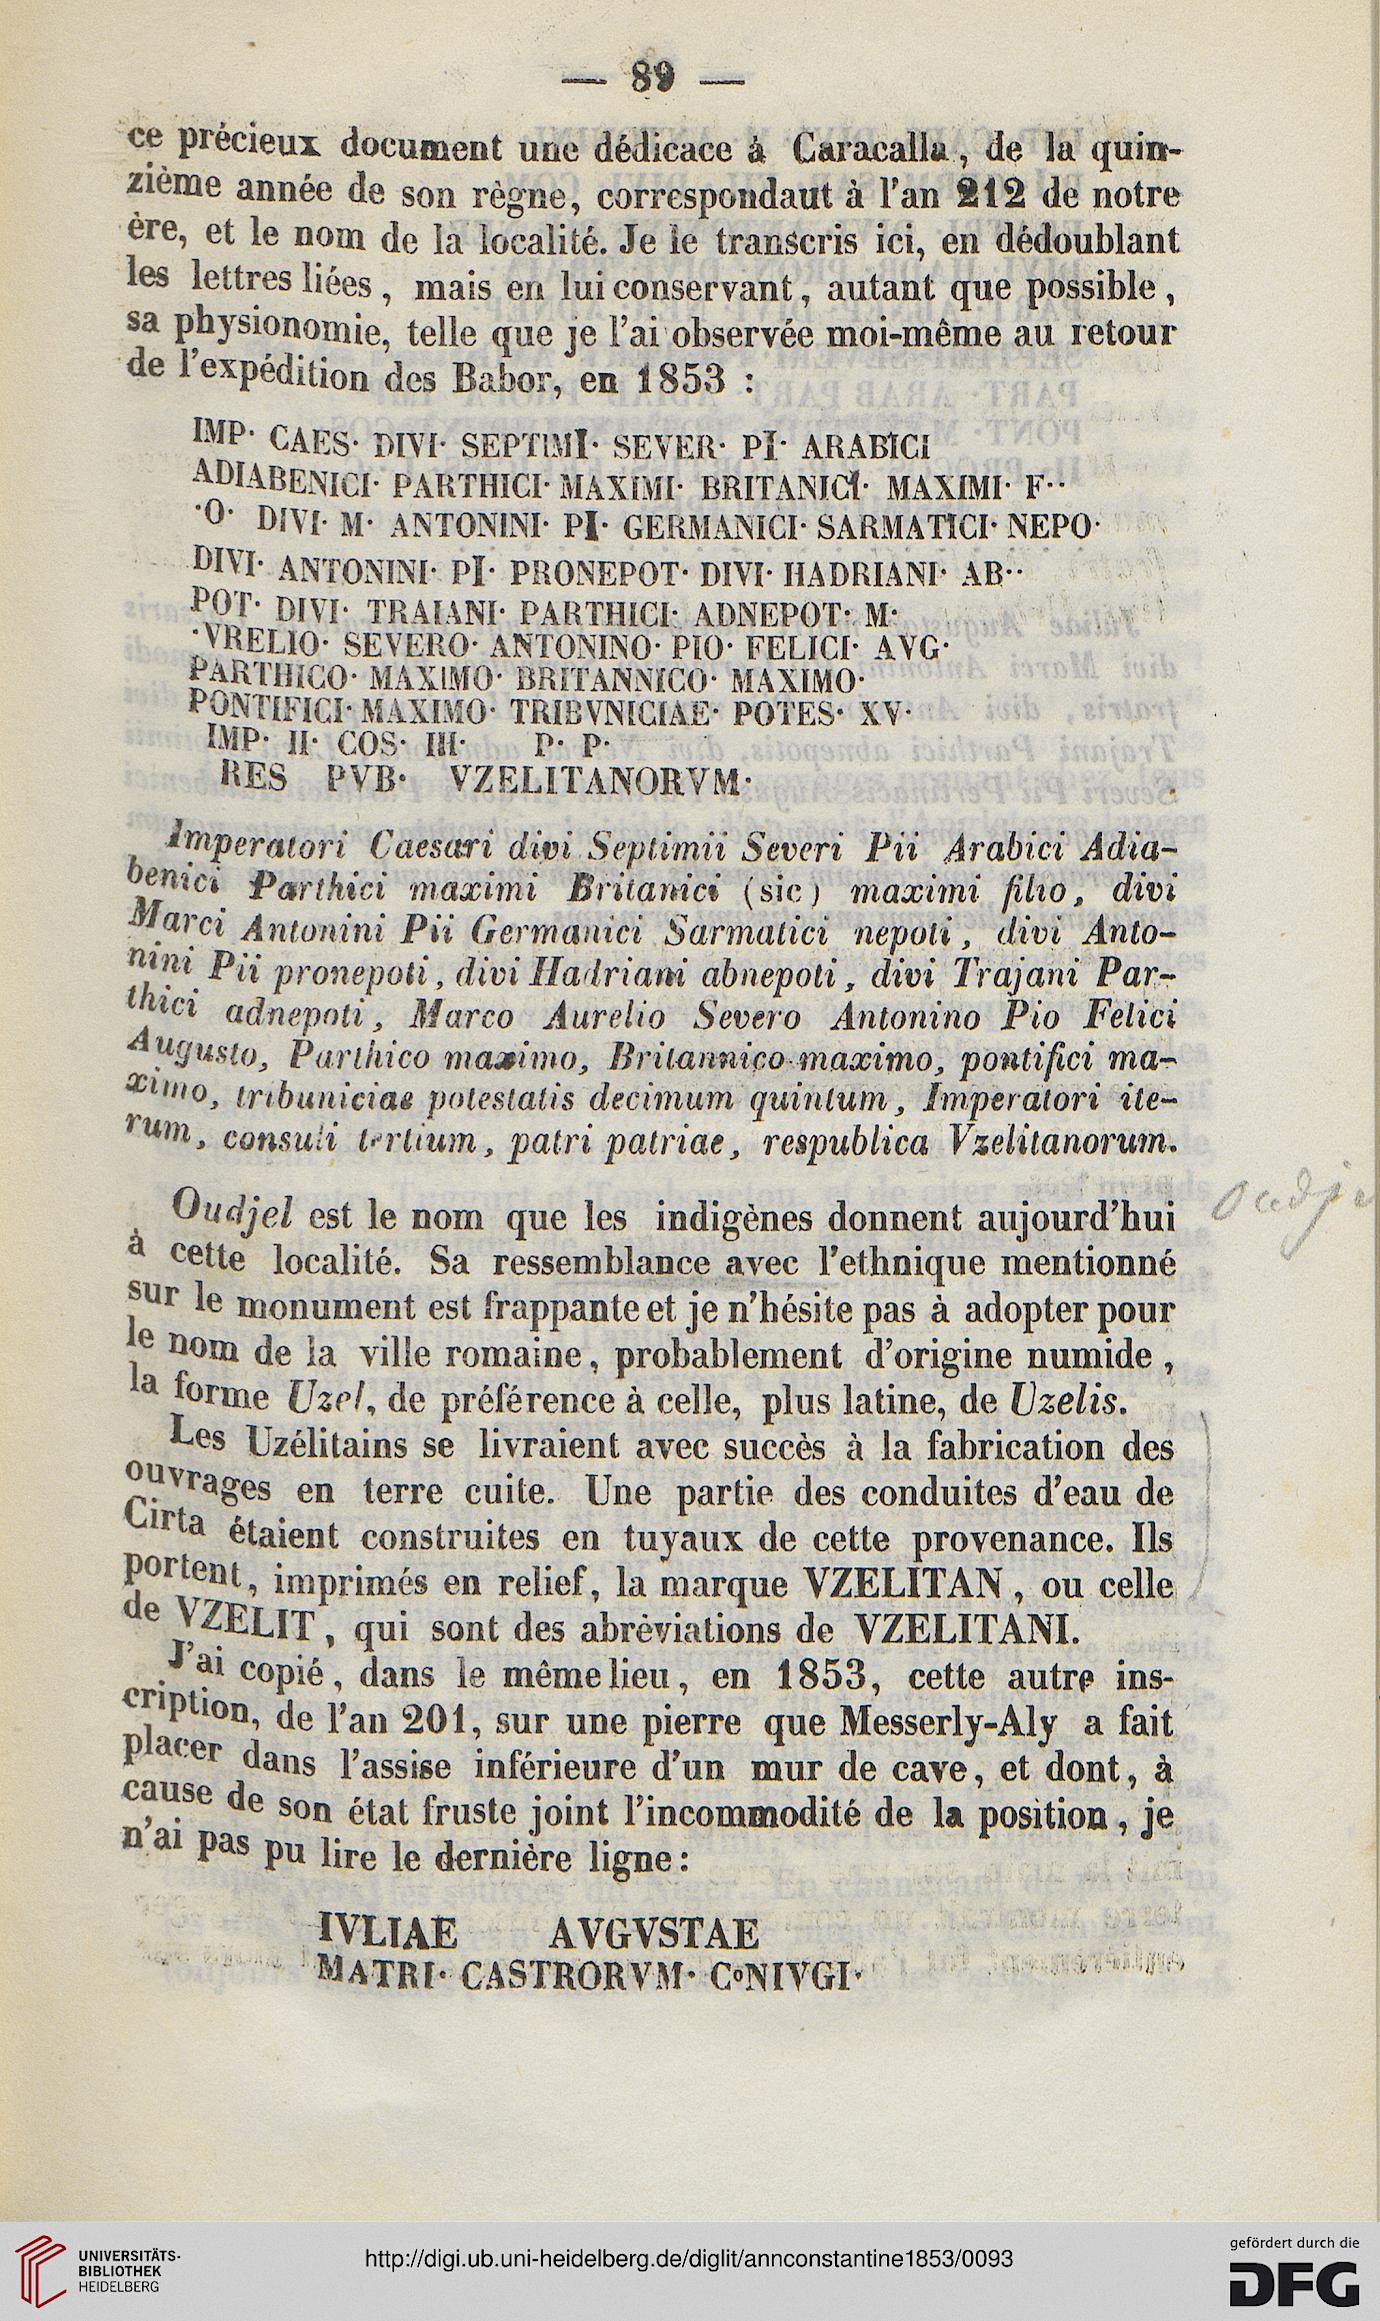 — 89 —
ce précieux document une dédicace à Caracalla, de la quin-
zième année de son règne, correspondaut à l'an 212 de notre
ère, et le nom de la localité. Je le transcris ici, en dédoublant
les lettres liées, mais en lui conservant, autant que possible,
sa physionomie, telle que je l'ai observée moi-même au retour
de l'expédition des Babor, en 1853 :
IMP· CAES· DIVI· SEPTIMI· SEVER· PI· ARABICI
ADIABENICI· PARTHICI· MAXIMI· BRITANICI· MAXIMI· F··
·O· DIVI· M· ANTONINI· PI· GERMANICI· SARMATICI· NEPO·
DIVI· ANTONINI· PI· PRONEPOT· DIVI· HADRIANI· AB··
POT· DIVI· TRAIANI· PARTHICI· ADNEPOT· M·
·VRELIO· SEVERO· ANTONINO· PIO· FELICI· AVG·
PARTHICO· MAXIMO· BRITANNICO· MAXIMO·
PONTIFICI· MAXIMO· TRIBVNICIAE· POTES· XV·
IMP· II· COS· III· P· P·
RES PVB· VZELITANORVM·
Imperatori Caesari divi Septimii Severi Pii Arabici Adia-
benici Parthici maximi Britanici (sic) maximi filio, divi
Marci Antonini Pii Germanici Sarmatici nepoti, divi Anto-
nini Pii pronepoti, divi Hadriani abnepoti, divi Trajani Par-
thici adnepoti, Marco Aurelio Severo Antonino Pio Felici
Augusto, Parthico maximo, Britannico maximo, pontifici ma-
ximo, tribuniciae potestatis decimum quintum, Imperatori ite-
rum, consuli tertium, patri patriae, respublica Vzelitanorum.
Oudjel est le nom que les indigènes donnent aujourd'hui
à cette localité. Sa ressemblance avec l'ethnique mentionné
sur le monument est frappante et je n'hésite pas à adopter pour
le nom de la ville romaine, probablement d'origine numide,
la forme Uzel, de préférence à celle, plus latine, de Uzelis.
Les Uzélitains se livraient avec succès à la fabrication des
ouvrages en terre cuite. Une partie des conduites d'eau de
Cirta étaient construites en tuyaux de cette provenance. Ils
portent, imprimés en relief, la marque VZELITAN, ou celle
de VZELIT, qui sont des abréviations de VZELITANI.
J'ai copié, dans le même lieu, en 1853, cette autre ins-
cription, de l'an 201, sur une pierre que Messerly-Aly a fait
placer dans l'assise inférieure d'un mur de cave, et dont, à
cause de son état fruste joint l'incommodité de la position, je
n'ai pas pu lire le dernière ligne:
IVLIAE AVGVSTAE
MATRI· CASTRORVM· CoNIVGI·
UNIVERSITÄTS-
BIBLIOTHEK
HEIDELBERG
http://digi.ub.uni-heidelberg.de/diglit/annconstantine1853/0093
gefördert durch die
DFG